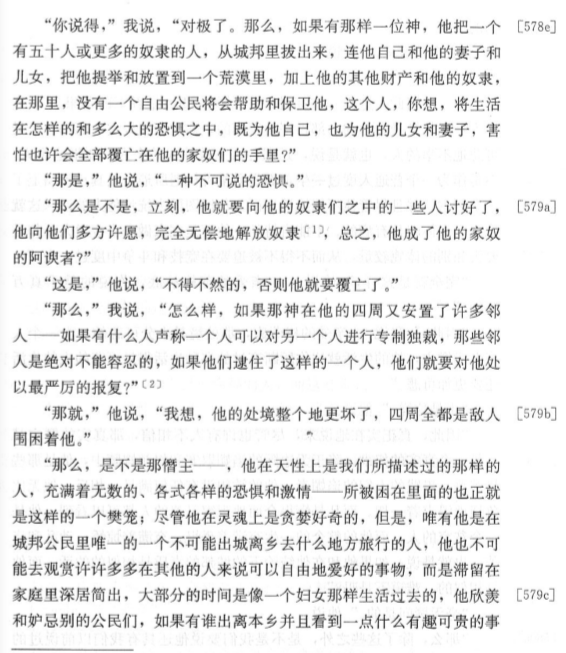 “你说得，”我说，“对极了。那么，如果有那样一位神，他把一个 [578e]
有五十人或更多的奴隶的人，从城邦里拔出来，连他自己和他的妻子和
儿女，把他提举和放置到一个荒漠里，加上他的其他财产和他的奴隶，
在那里，没有一个自由公民将会帮助和保卫他，这个人，你想，将生活
在怎样的和多么大的恐惧之中，既为他自己，也为他的儿女和妻子，害
怕也许会全部覆亡在他的家奴们的手里?”
“那是，”他说，“一种不可说的恐惧。”
“那么是不是，立刻，他就要向他的奴隶们之中的一些人讨好了， [579a]
他向他们多方许愿，完全无偿地解放奴隶〔1〕，总之，他成了他的家奴
的阿谀者?”
“这是，”他说，“不得不然的，否则他就要覆亡了。”
“那么，”我说，“怎么样，如果那神在他的四周又安置了许多邻
人——如果有什么人声称一个人可以对另一个人进行专制独裁，那些邻
人是绝对不能容忍的，如果他们逮住了这样的一个人，他们就要对他处
以最严厉的报复?”〔2〕
“那就，”他说，“我想，他的处境整个地更坏了，四周全都是敌人 [579b]
围困着他。”
“那么，是不是那僭主——，他在天性上是我们所描述过的那样的
人，充满着无数的、各式各样的恐惧和激情——所被困在里面的也正就
是这样的一个樊笼；尽管他在灵魂上是贪婪好奇的，但是，唯有他是在
城邦公民里唯一的一个不可能出城离乡去什么地方旅行的人，他也不可
能去观赏许许多多在其他的人来说可以自由地爱好的事物，而是滞留在
家庭里深居简出，大部分的时间是像一个妇女那样生活过去的，他欣羡 [579c]
和妒忌别的公民们，如果有谁出离本乡并且看到一点什么有趣可贵的事